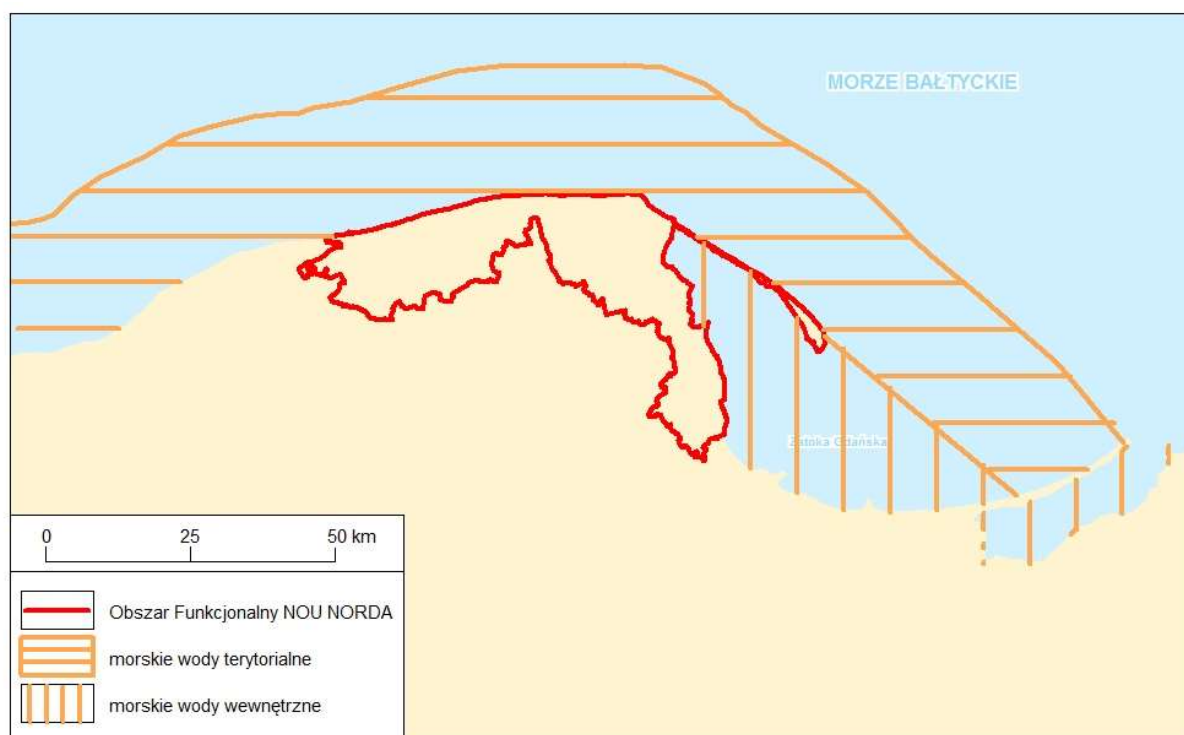 MORZE BAŁTYCKIE
Zatoka Gdańska
0 25 50 km
Obszar Funkcjonalny NOU NORDA
morskie wody terytorialne
morskie wody wewnętrzne